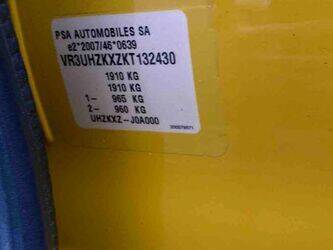 PSA AUTOMOBILES SA
e2*2007/46*0639
VR3UHZKXZKT132430
1910 KG
1910 KG
1– 965 KG
2– 960 KG
UHZKXZ–J0A000